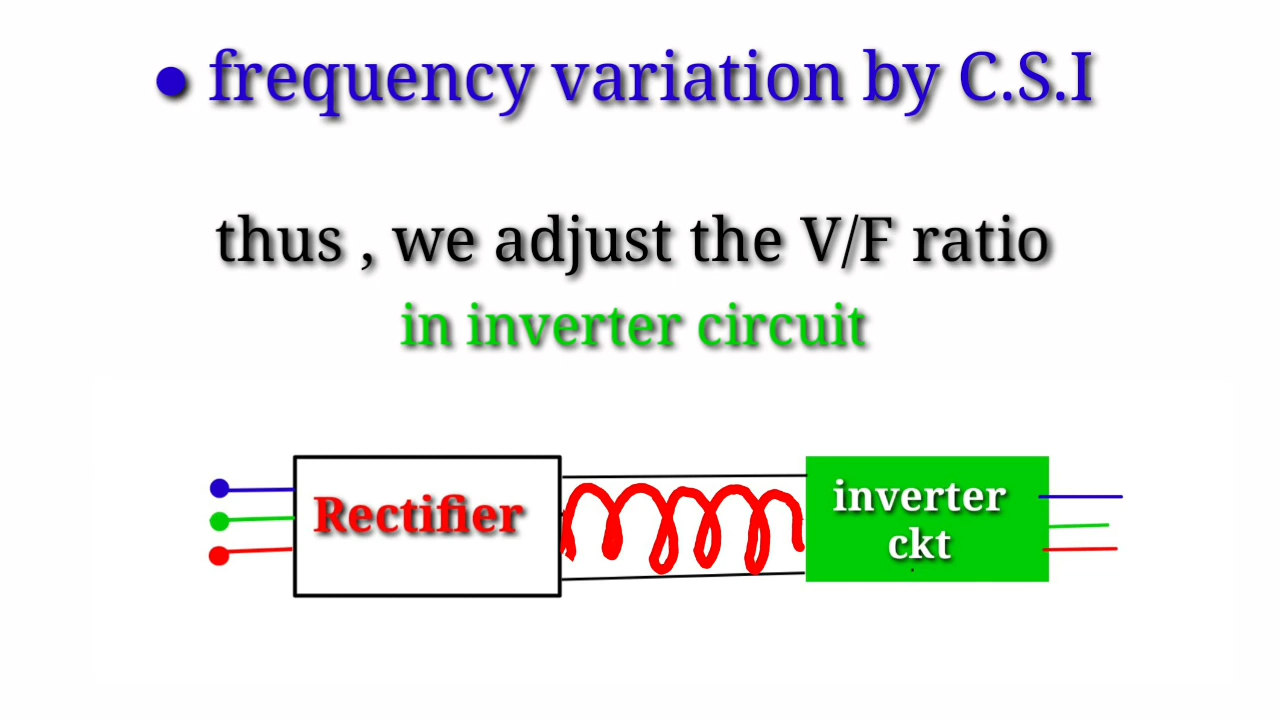 • frequency variation by C.S.I
thus , we adjust the V/F ratio
in inverter circuit
Rectifier
inverter
ckt